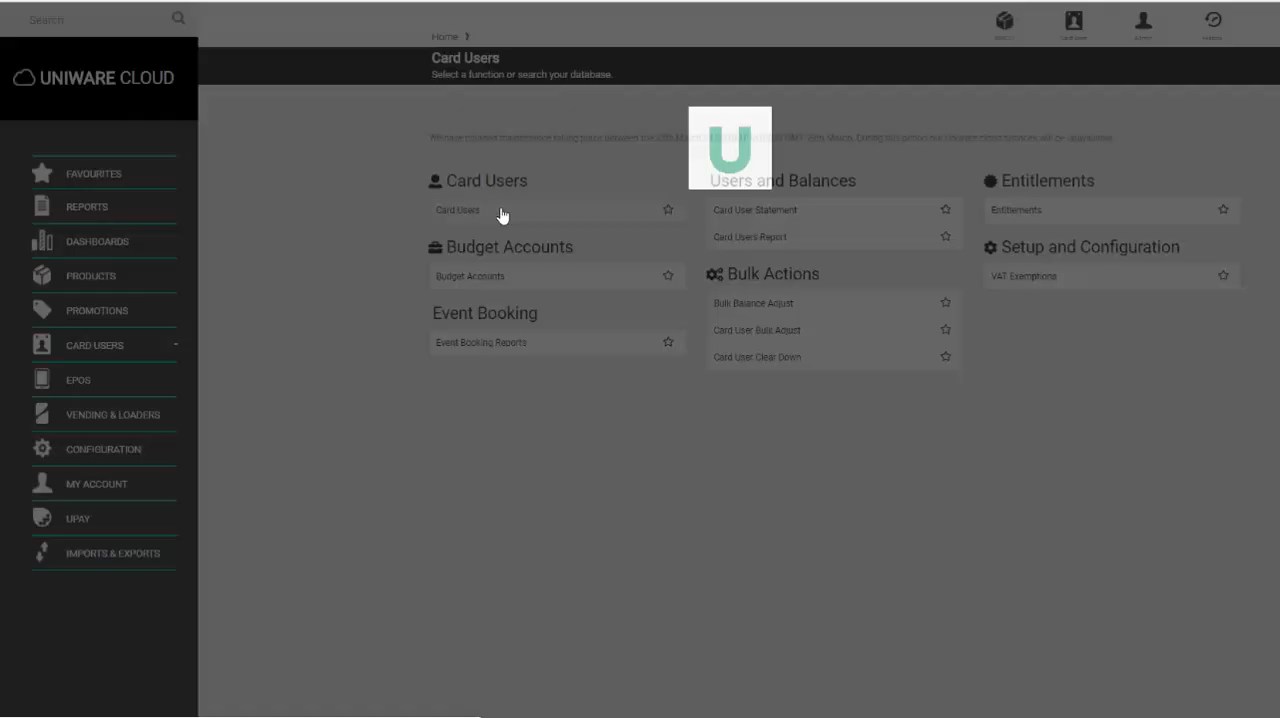 Search
UNIWARE CLOUD
FAVOURITES
REPORTS
DASHBOARDS
PRODUCTS
PROMOTIONS
CARD USERS
EPOS
VENDING & LOADERS
CONFIGURATION
MY ACCOUNT
UPAY
IMPORTS & EXPORTS
Home
Card Users
Select a function or search your database.
U
Card Users
Card Users
Budget Accounts
Budget Accounts
Event Booking
Event Booking Reports
Users and Balances
Card User Statement
Card Users Report
Bulk Actions
Bulk Balance Adjust
Card User Bulk Adjust
Card User Clear Down
Entitlements
Entitlements
Setup and Configuration
VAT Exemptions